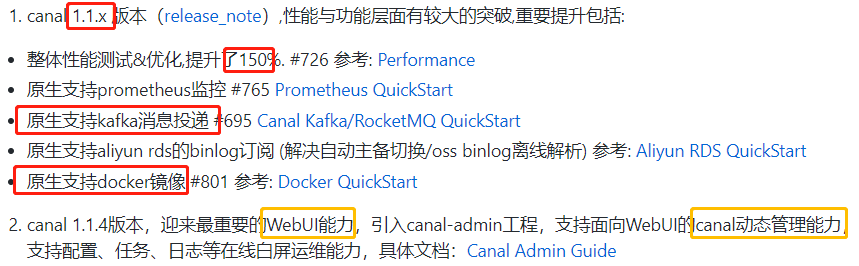 1. canal 1.1.x 版本（release_note）,性能与功能层面有较大的突破,重要提升包括:
• 整体性能测试&优化,提升了150%. #726 参考: Performance
• 原生支持prometheus监控 #765 Prometheus QuickStart
• 原生支持kafka消息投递 #695 Canal Kafka/RocketMQ QuickStart
• 原生支持aliyun rds的binlog订阅 (解决自动主备切换/oss binlog离线解析) 参考: Aliyun RDS QuickStart
• 原生支持docker镜像 #801 参考: Docker QuickStart
2. canal 1.1.4版本，迎来最重要的WebUI能力，引入canal-admin工程，支持面向WebUI的canal动态管理能力，
支持配置、任务、日志等在线白屏运维能力，具体文档：Canal Admin Guide